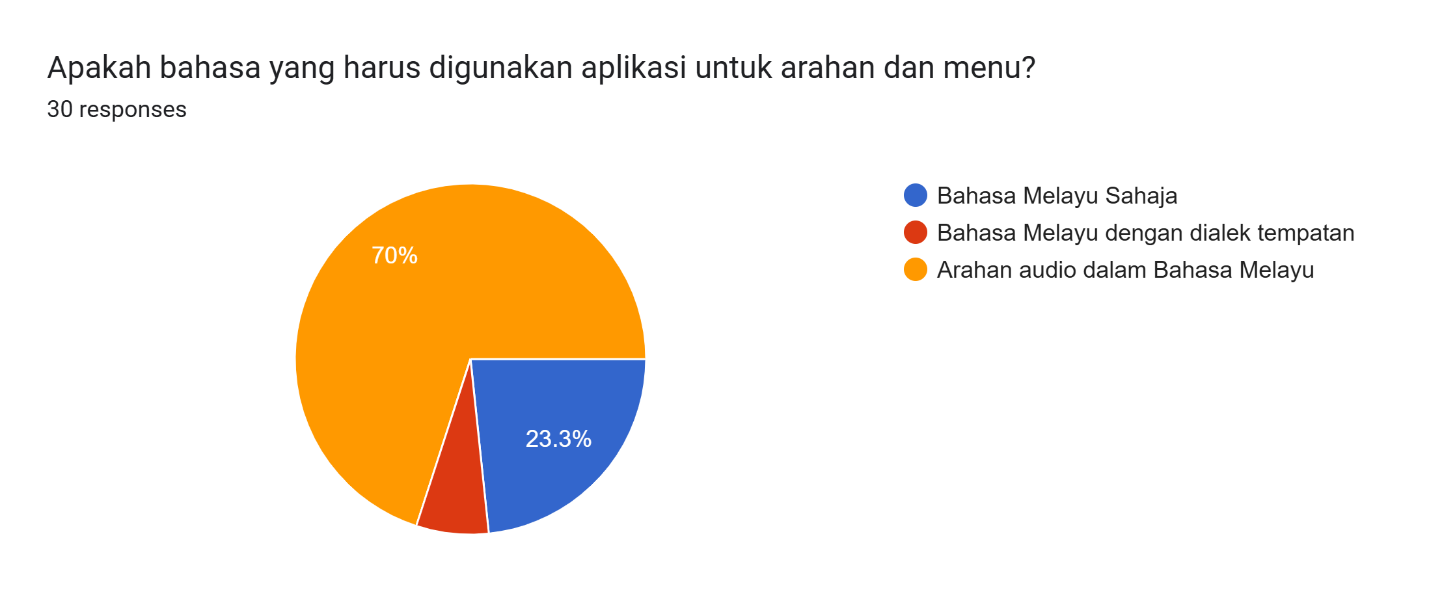 Apakah bahasa yang harus digunakan aplikasi untuk arahan dan menu?
30 responses
70%
23.3%
Bahasa Melayu Sahaja
Bahasa Melayu dengan dialek tempatan
Arahan audio dalam Bahasa Melayu